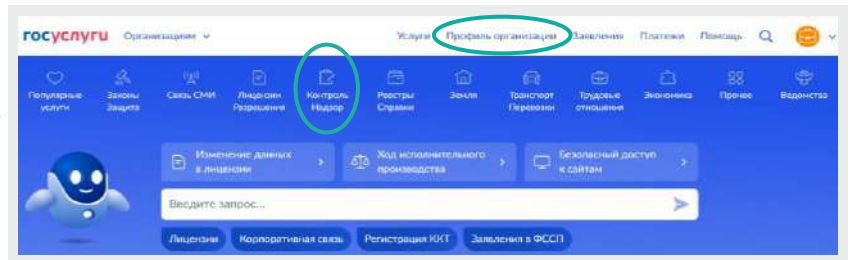 госуслуги Организациям Услуги Профиль организации Заявления Платежи Помощь
Популярные услуги
Законы Защита
Связь СМИ
Лицензии Разрешения
Контроль Надзор
Реестры Справки
Земля
Транспорт Перевозки
Трудовые отношения
Экономика
Прочее
Ведомства
Изменение данных
в лицензии
Ход исполнительного
производства
Безопасный доступ
к сайтам
Введите запрос...
Лицензии Корпоративная связь Регистрация ККТ Заявления в ФССП